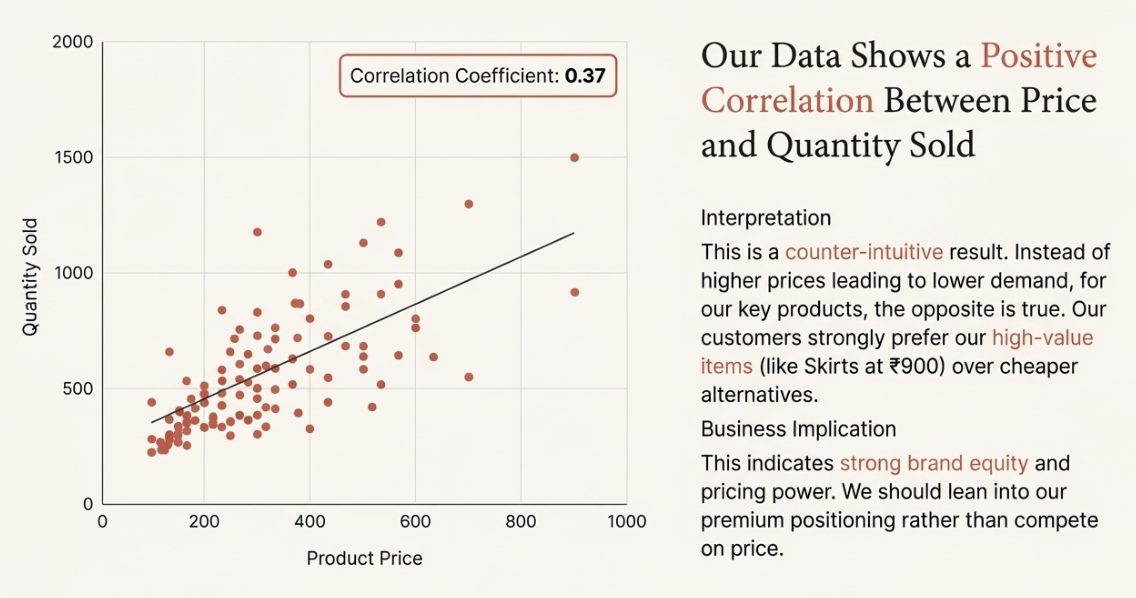 2000
1500
1000
500
0
0
200
400
600
800
1000
Quantity Sold
Product Price
Correlation Coefficient: 0.37
Our Data Shows a Positive
Correlation Between Price
and Quantity Sold
Interpretation
This is a counter-intuitive result. Instead of
higher prices leading to lower demand, for
our key products, the opposite is true. Our
customers strongly prefer our high-value
items (like Skirts at ₹900) over cheaper
alternatives.
Business Implication
This indicates strong brand equity and
pricing power. We should lean into our
premium positioning rather than compete
on price.